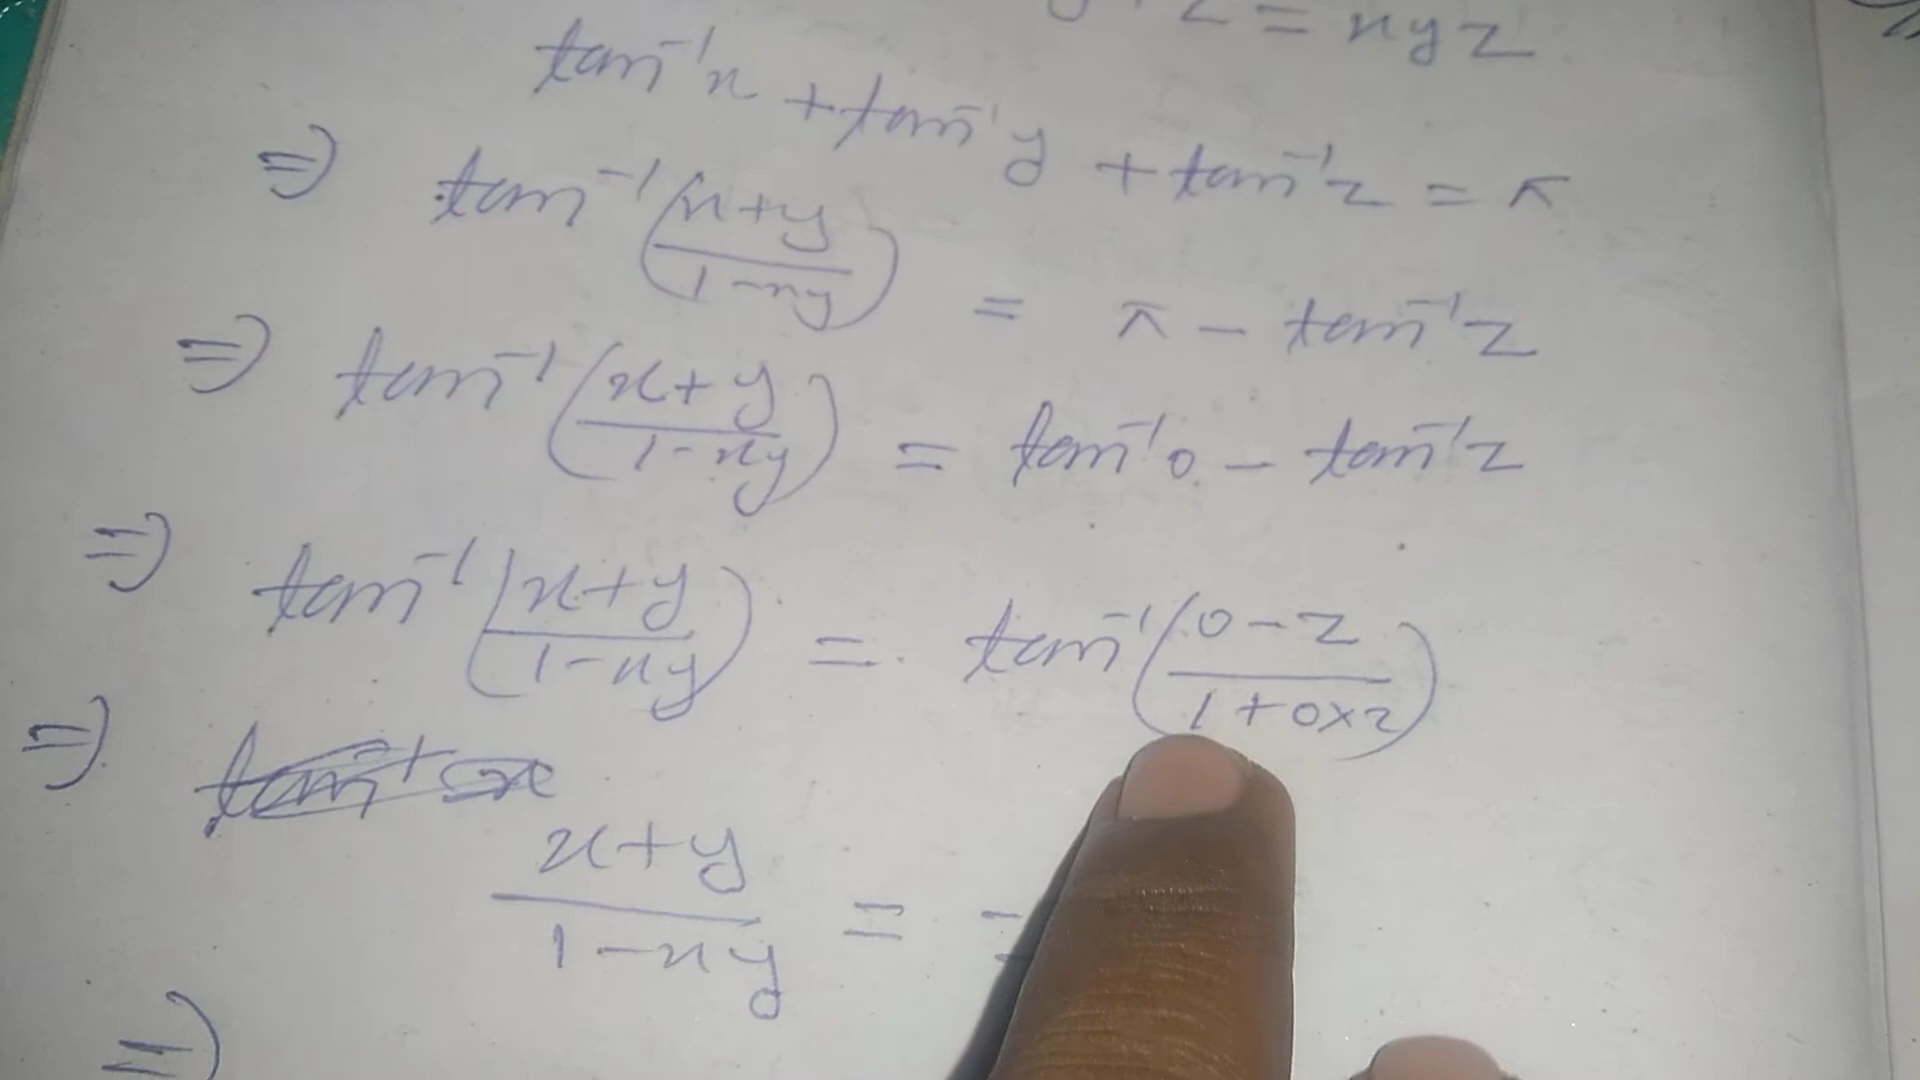 z = xyz
tan⁻¹x + tan⁻¹y + tan⁻¹z = π
⇒ tan⁻¹((x+y)/(1-xy)) = π - tan⁻¹z
⇒ tan⁻¹((x+y)/(1-xy)) = tan⁻¹0 - tan⁻¹z
⇒ tan⁻¹((x+y)/(1-xy)) = tan⁻¹((0-z)/(1+0×z))
⇒
(x+y)/(1-xy) =
⇒